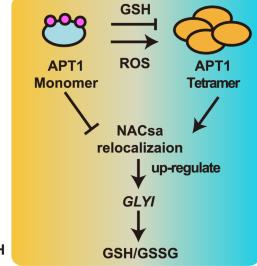 GSH
ROS
APT1 APT1
Monomer Tetramer
NACsa
relocalizaion
up-regulate
GLYI
H
GSH/GSSG